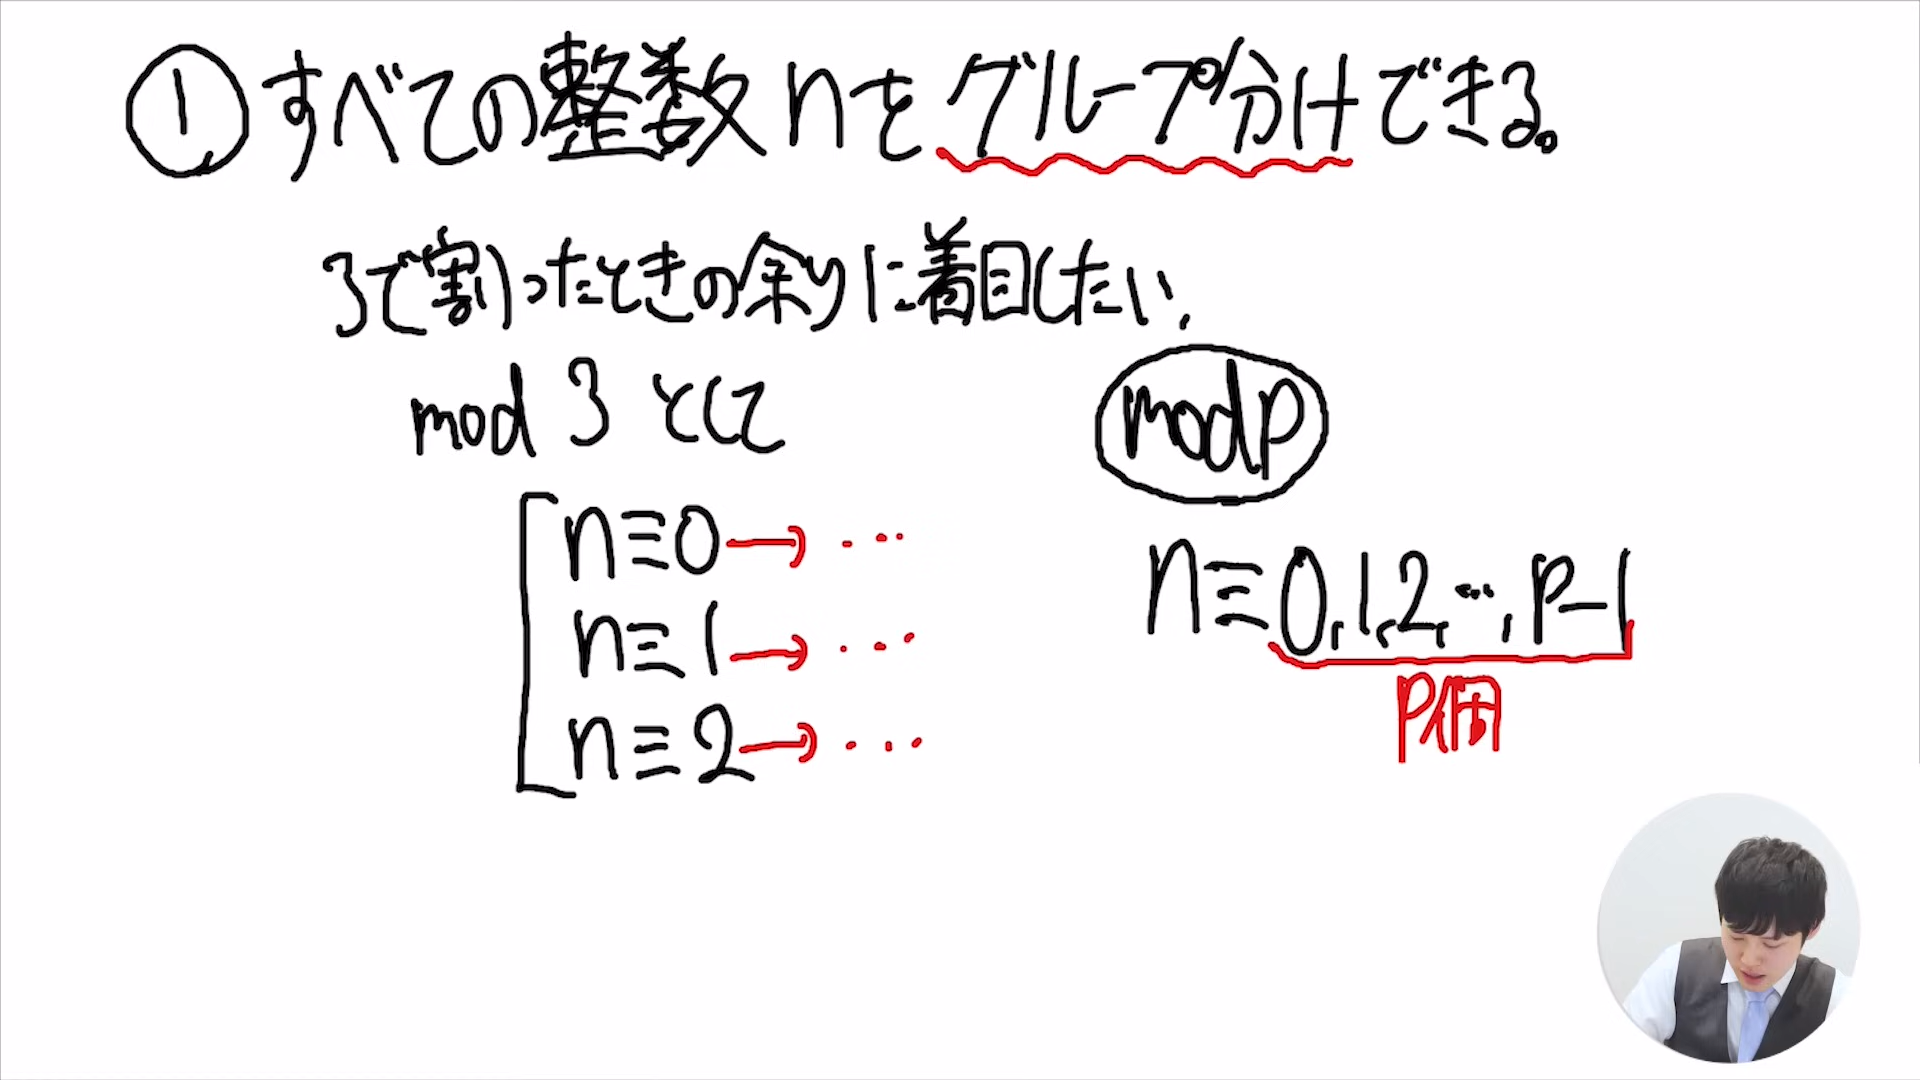 ① すべての整数nをグループ分けできる。
3で割ったときの余りに着目したい,
mod 3 として
n≡0→…
n≡1→…
n≡2→…
mod p
n≡0,1,2,…,p-1
p個